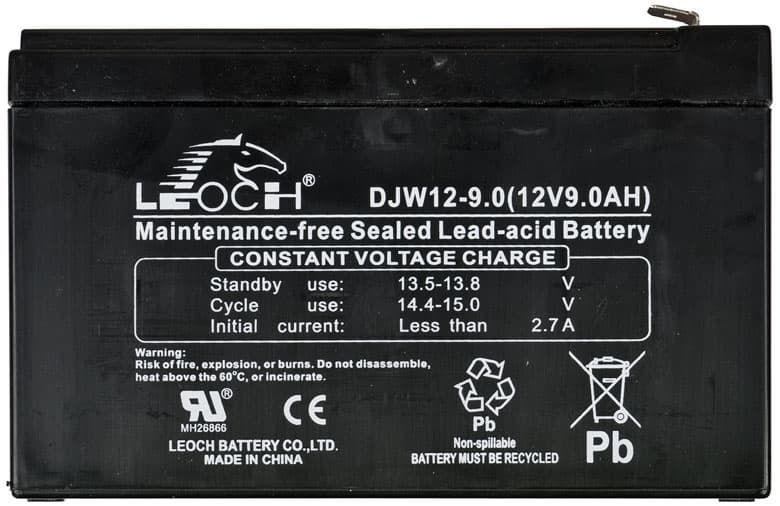 LEOCH®
DJW12-9.0(12V9.0AH)
Maintenance-free Sealed Lead-acid Battery
CONSTANT VOLTAGE CHARGE
Standby use: 13.5-13.8 V
Cycle use: 14.4-15.0 V
Initial current: Less than 2.7 A
Warning:
Risk of fire, explosion, or burns. Do not disassemble,
heat above the 60°C, or incinerate.
RU®
MH26866
CE
LEOCH BATTERY CO.,LTD.
MADE IN CHINA
Pb
Non-spillable
BATTERY MUST BE RECYCLED
Pb